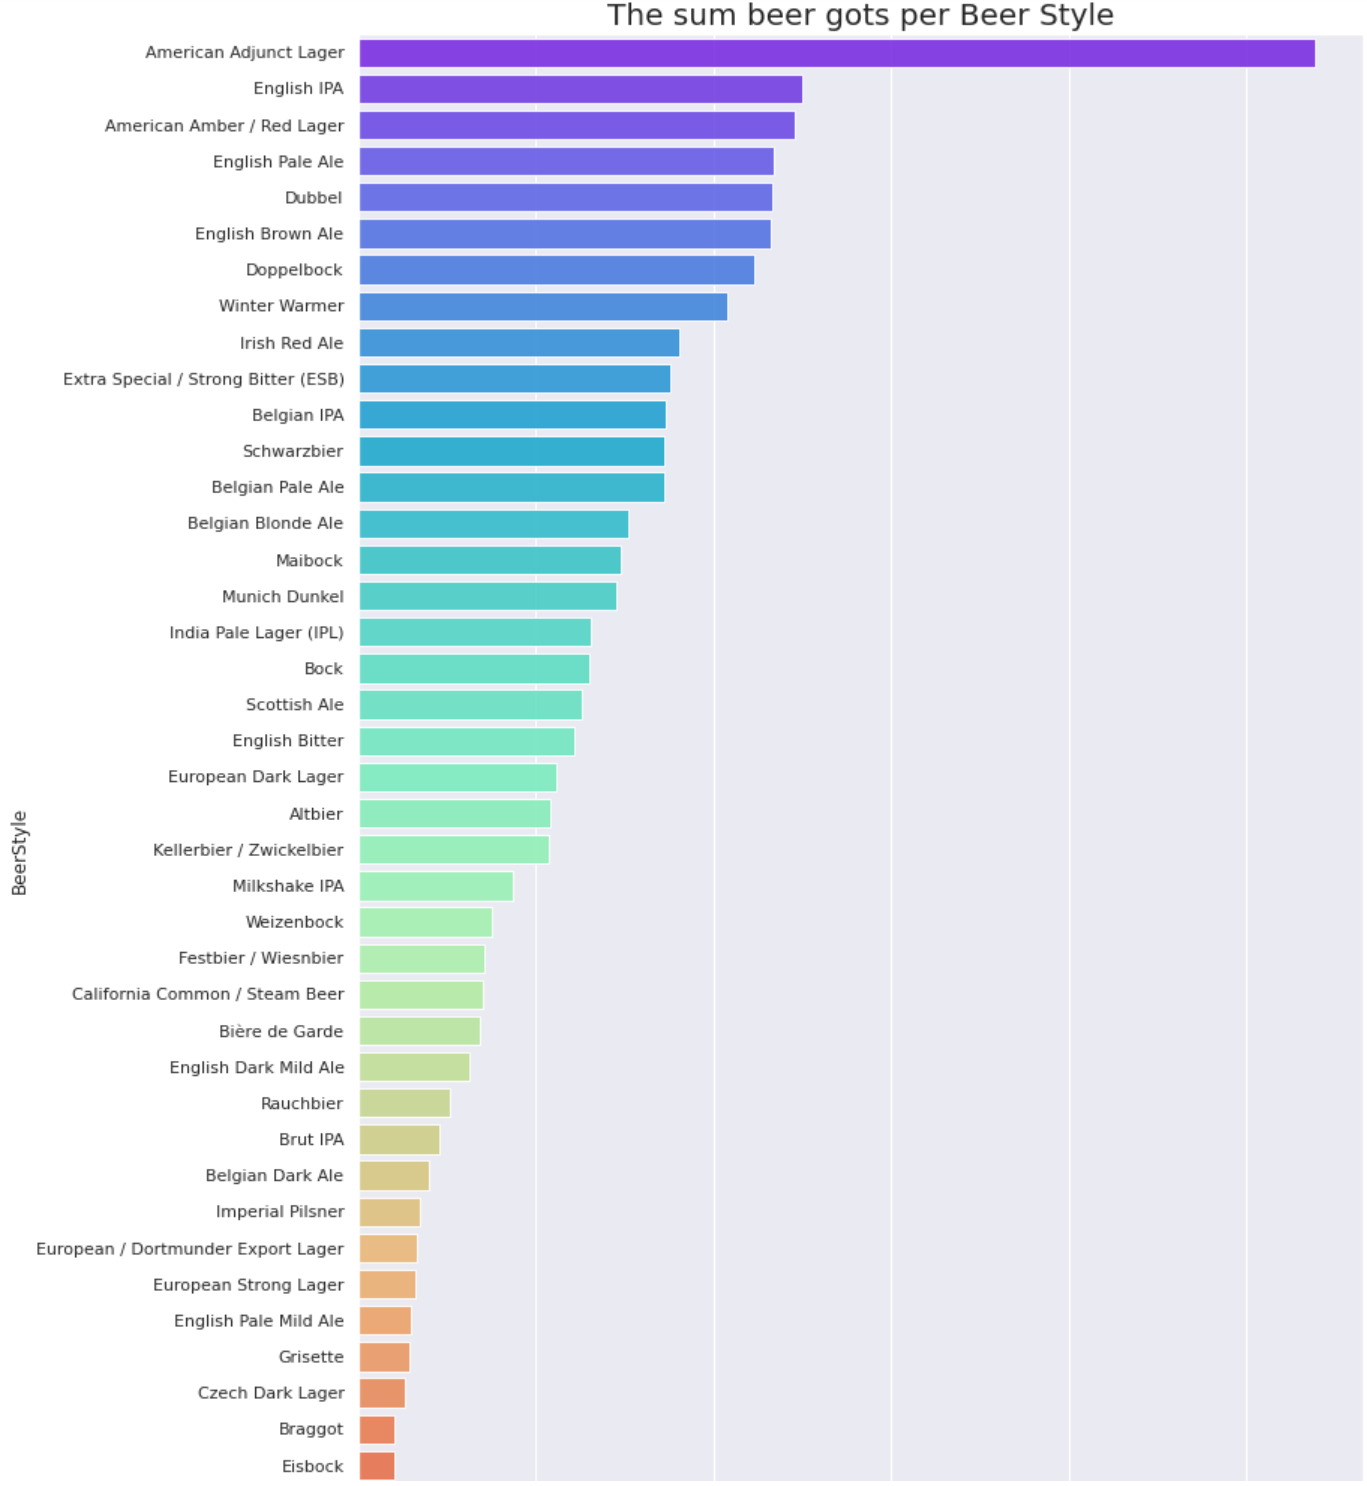 The sum beer gots per Beer Style
American Adjunct Lager
English IPA
American Amber / Red Lager
English Pale Ale
Dubbel
English Brown Ale
Doppelbock
Winter Warmer
Irish Red Ale
Extra Special / Strong Bitter (ESB)
Belgian IPA
Schwarzbier
Belgian Pale Ale
Belgian Blonde Ale
Maibock
Munich Dunkel
India Pale Lager (IPL)
Bock
Scottish Ale
English Bitter
European Dark Lager
Altbier
Kellerbier / Zwickelbier
Milkshake IPA
Weizenbock
Festbier / Wiesnbier
California Common / Steam Beer
Bière de Garde
English Dark Mild Ale
Rauchbier
Brut IPA
Belgian Dark Ale
Imperial Pilsner
European / Dortmunder Export Lager
European Strong Lager
English Pale Mild Ale
Grisette
Czech Dark Lager
Braggot
Eisbock
BeerStyle